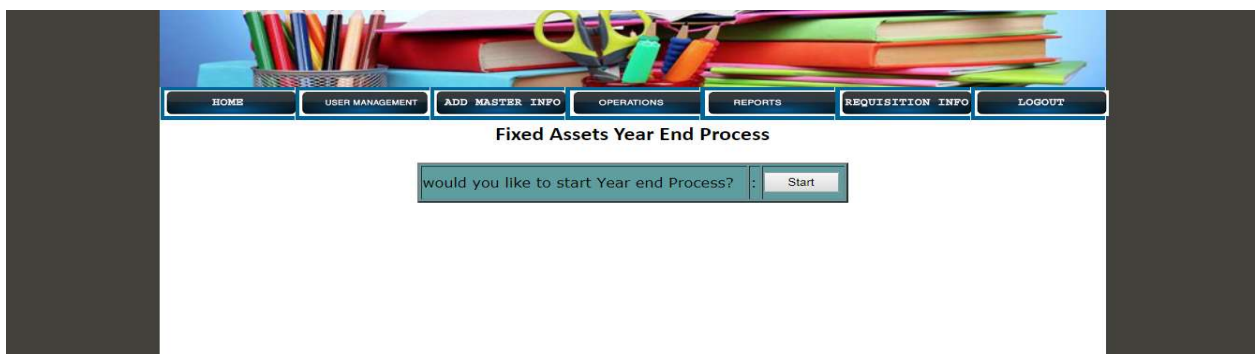 HOME USER MANAGEMENT ADD MASTER INFO OPERATIONS REPORTS REQUISITION INFO LOGOUT
Fixed Assets Year End Process
would you like to start Year end Process? : Start